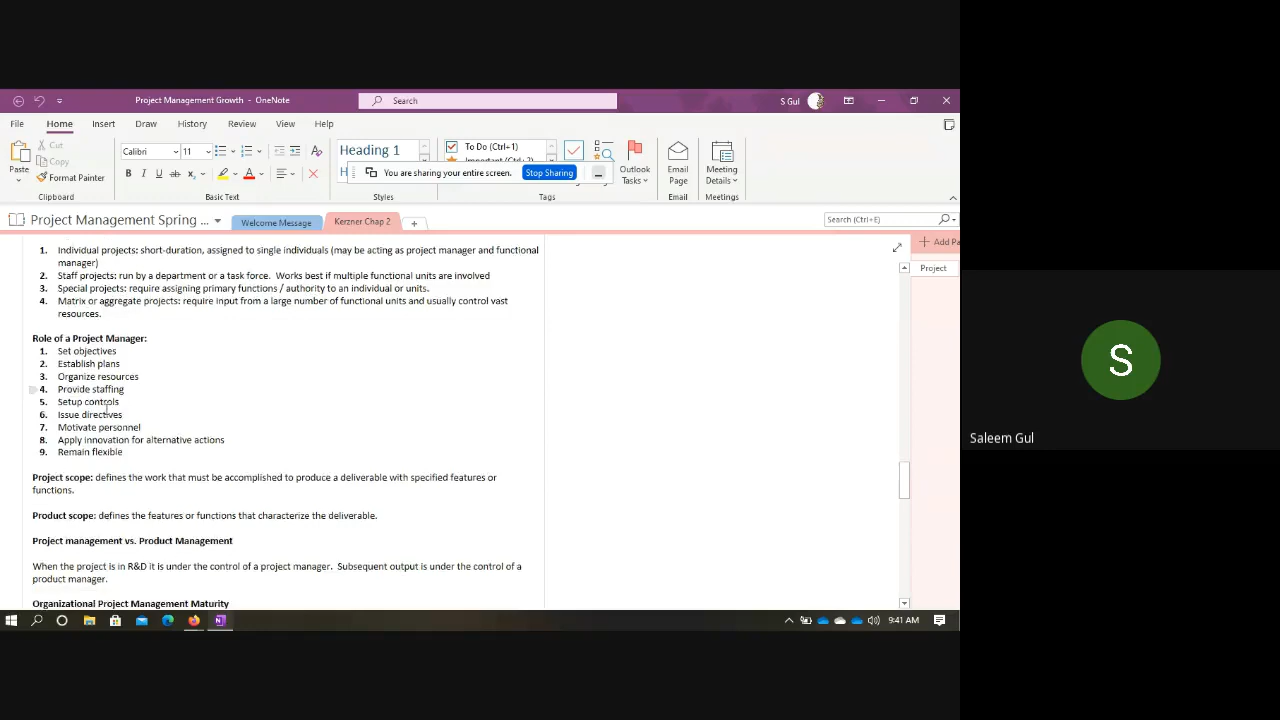 Project Management Growth - OneNote
Search
S Gul
File Home Insert Draw History Review View Help
Cut
Copy
Format Painter
Paste
Clipboard
Calibri 11
B I U ab x A
Basic Text
Heading 1
H
Styles
You are sharing your entire screen. Stop Sharing
To Do (Ctrl+1)
Important (Ctrl+2)
Tags
Outlook
Tasks
Email
Page
Email
Meeting
Details
Meetings
Project Management Spring ...
Welcome Message
Kerzner Chap 2
Search (Ctrl+E)
Add Pa
Project
1. Individual projects: short-duration, assigned to single individuals (may be acting as project manager and functional
manager)
2. Staff projects: run by a department or a task force. Works best if multiple functional units are involved
3. Special projects: require assigning primary functions / authority to an individual or units.
4. Matrix or aggregate projects: require input from a large number of functional units and usually control vast
resources.
Role of a Project Manager:
1. Set objectives
2. Establish plans
3. Organize resources
4. Provide staffing
5. Setup controls
6. Issue directives
7. Motivate personnel
8. Apply innovation for alternative actions
9. Remain flexible
Project scope: defines the work that must be accomplished to produce a deliverable with specified features or
functions.
Product scope: defines the features or functions that characterize the deliverable.
Project management vs. Product Management
When the project is in R&D it is under the control of a project manager. Subsequent output is under the control of a
product manager.
Organizational Project Management Maturity
9:41 AM
S
Saleem Gul